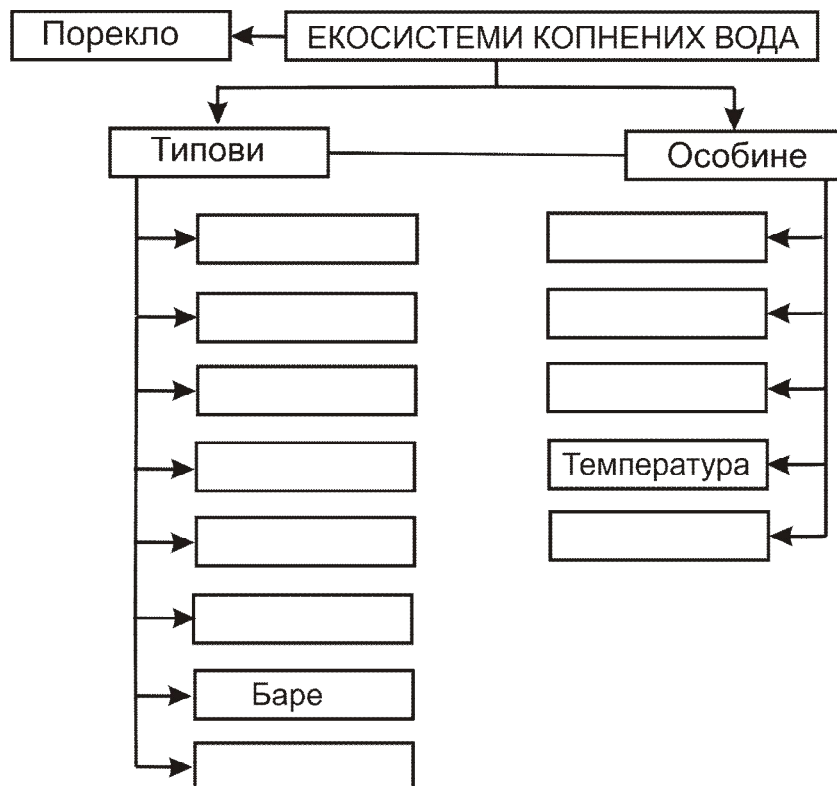 Порекло
ЕКОСИСТЕМИ КОПНЕНИХ ВОДА
Типови
Особине
Температура
Баре